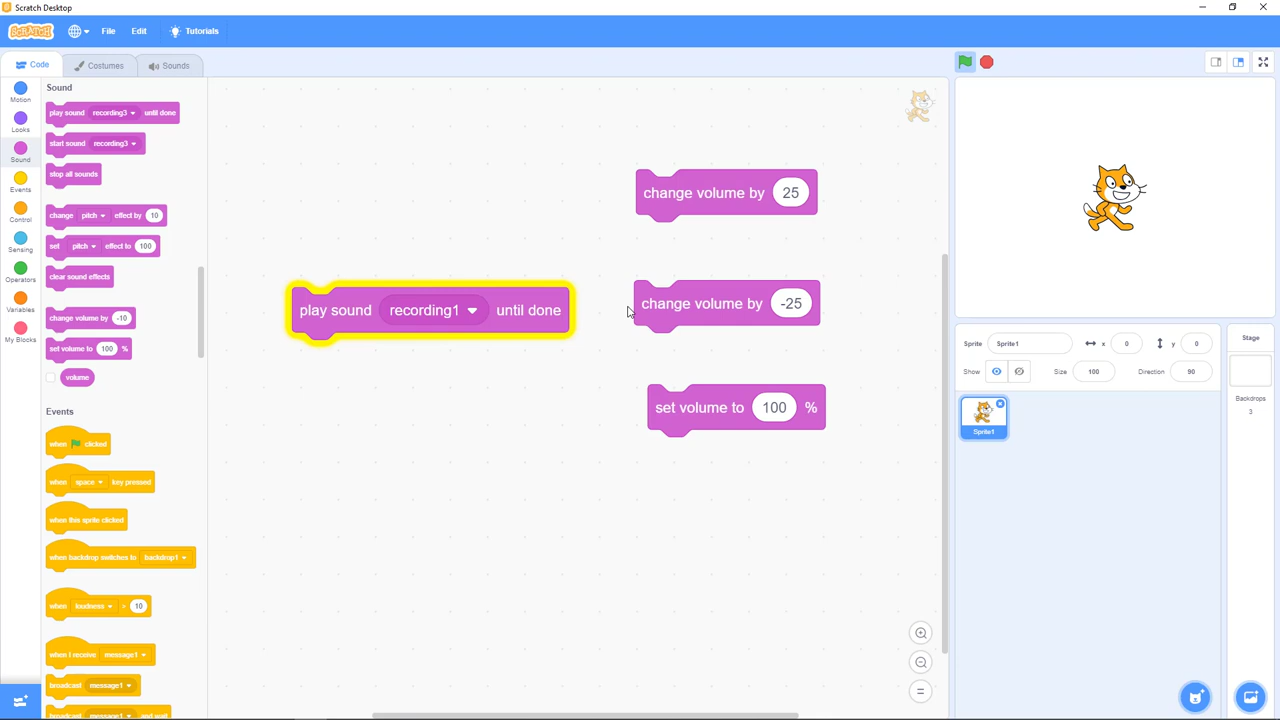 Scratch Desktop
SCRATCH File Edit Tutorials
Code Costumes Sounds
Motion
Looks
Sound
Events
Control
Sensing
Operators
Variables
My Blocks
Sound
play sound recording3 until done
start sound recording3
stop all sounds
change pitch effect by 10
set pitch effect to 100
clear sound effects
change volume by -10
set volume to 100 %
volume
Events
when clicked
when space key pressed
when this sprite clicked
when backdrop switches to backdrop1
when loudness > 10
when I receive message1
broadcast message1
broadcast message1 and wait
change volume by 25
play sound recording1 until done
change volume by -25
set volume to 100 %
Sprite Sprite1 x 0 y 0
Show Size 100 Direction 90
Sprite1
Stage
Backdrops
3